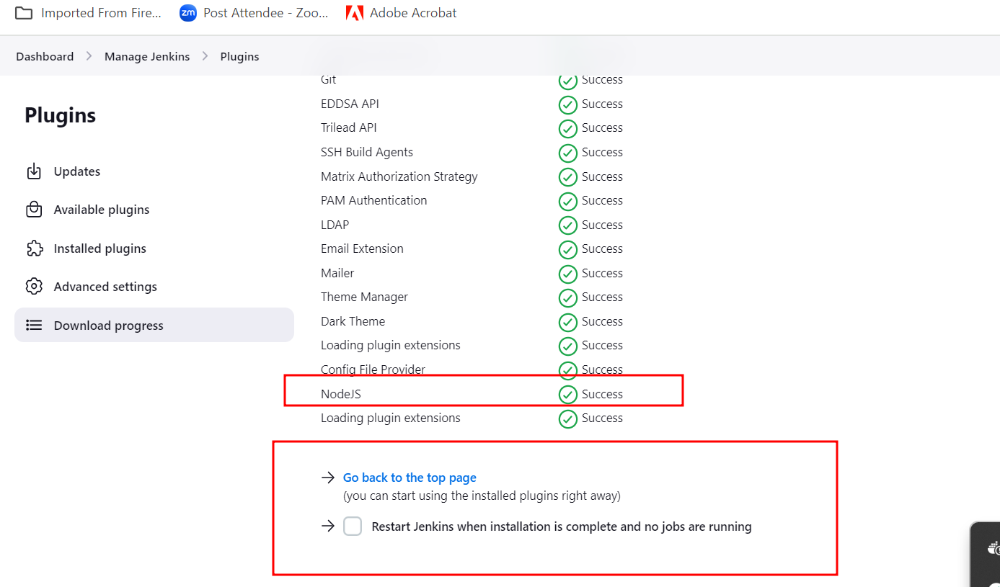 Imported From Fire... zm Post Attendee - Zoo... Adobe Acrobat
Dashboard > Manage Jenkins > Plugins
Plugins
Updates
Available plugins
Installed plugins
Advanced settings
Download progress
Git Success
EDDSA API Success
Trilead API Success
SSH Build Agents Success
Matrix Authorization Strategy Success
PAM Authentication Success
LDAP Success
Email Extension Success
Mailer Success
Theme Manager Success
Dark Theme Success
Loading plugin extensions Success
Config File Provider Success
NodeJS Success
Loading plugin extensions Success
→ Go back to the top page
(you can start using the installed plugins right away)
→ Restart Jenkins when installation is complete and no jobs are running